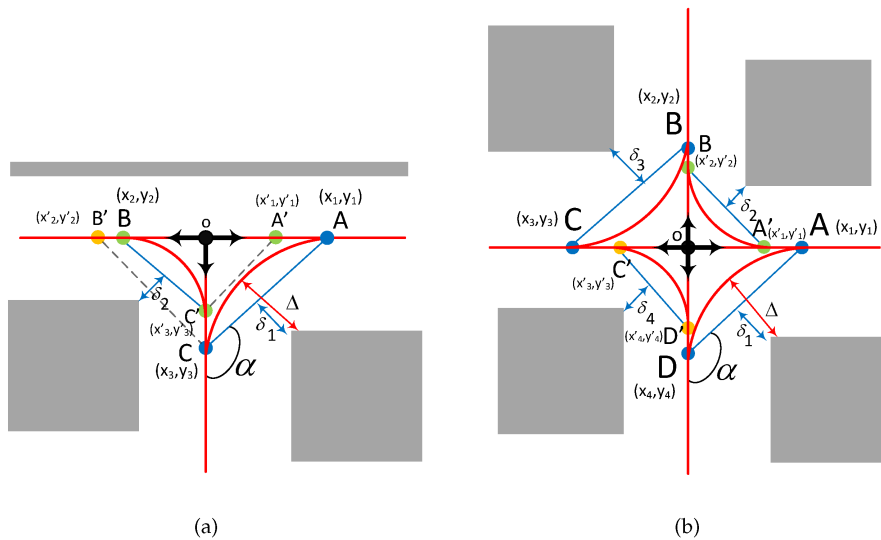 (x'₂,y'₂)
B'
(x₂,y₂)
B
o
(x'₁,y'₁)
A'
(x₁,y₁)
A
δ₂
C'
(x'₃,y'₃)
Δ
δ₁
C
α
(x₃,y₃)
(a)
(x₂,y₂)
B
B
(x'₂,y'₂)
δ₃
δ₂
(x₃,y₃)
C
o
A'
(x'₁,y'₁)
A
(x₁,y₁)
C'
(x'₃,y'₃)
δ₄
Δ
(x'₄,y'₄)
D'
δ₁
D
α
(x₄,y₄)
(b)